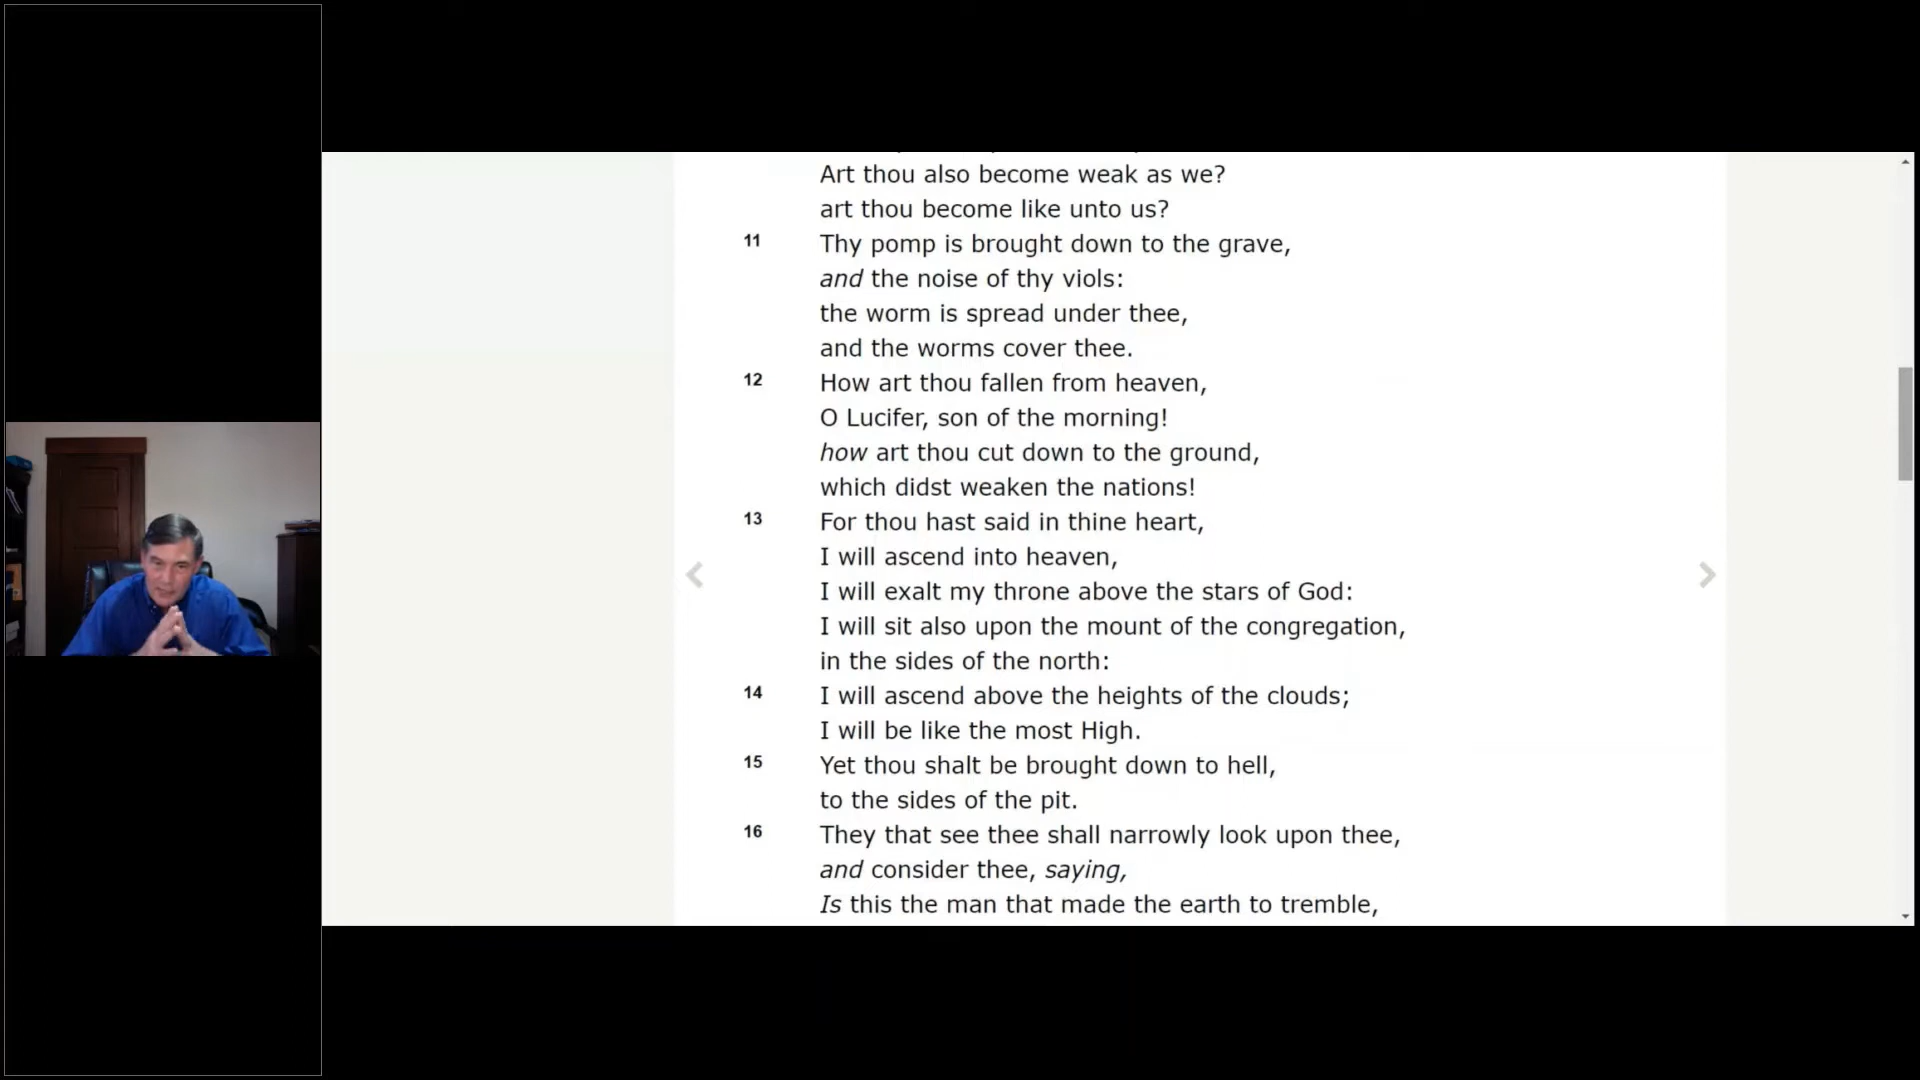 Art thou also become weak as we?
art thou become like unto us?
11 Thy pomp is brought down to the grave,
and the noise of thy viols:
the worm is spread under thee,
and the worms cover thee.
12 How art thou fallen from heaven,
O Lucifer, son of the morning!
how art thou cut down to the ground,
which didst weaken the nations!
13 For thou hast said in thine heart,
I will ascend into heaven,
I will exalt my throne above the stars of God:
I will sit also upon the mount of the congregation,
in the sides of the north:
14 I will ascend above the heights of the clouds;
I will be like the most High.
15 Yet thou shalt be brought down to hell,
to the sides of the pit.
16 They that see thee shall narrowly look upon thee,
and consider thee, saying,
Is this the man that made the earth to tremble,